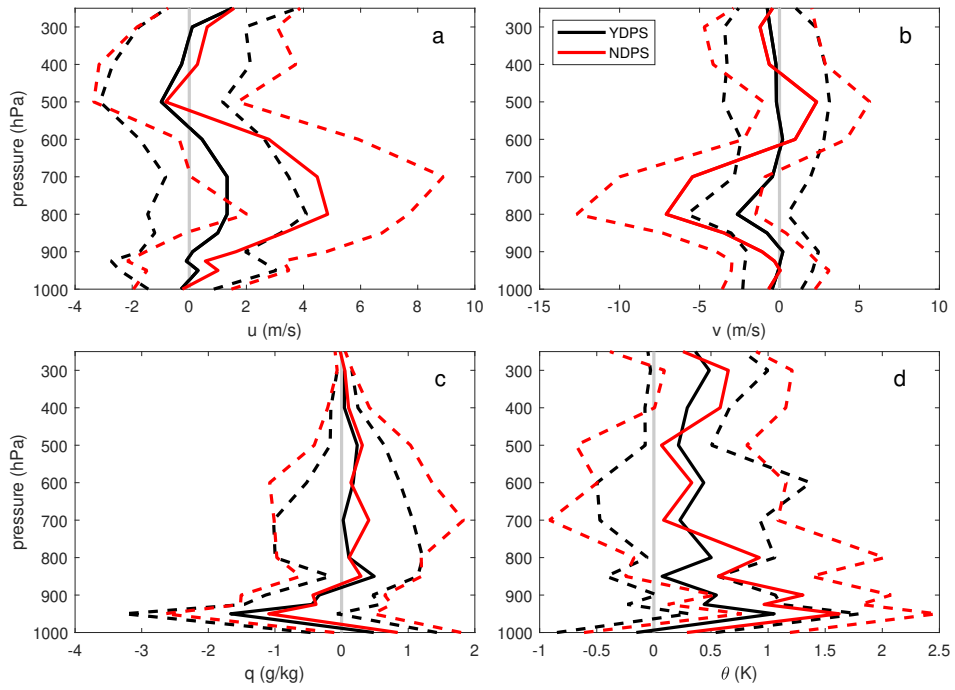 a
300
400
500
600
700
800
900
1000
pressure (hPa)
-4 -2 0 2 4 6 8 10
u (m/s)
b
YDPS
NDPS
300
400
500
600
700
800
900
1000
-15 -10 -5 0 5 10
v (m/s)
c
300
400
500
600
700
800
900
1000
pressure (hPa)
-4 -3 -2 -1 0 1 2
q (g/kg)
d
300
400
500
600
700
800
900
1000
-1 -0.5 0 0.5 1 1.5 2 2.5
θ (K)